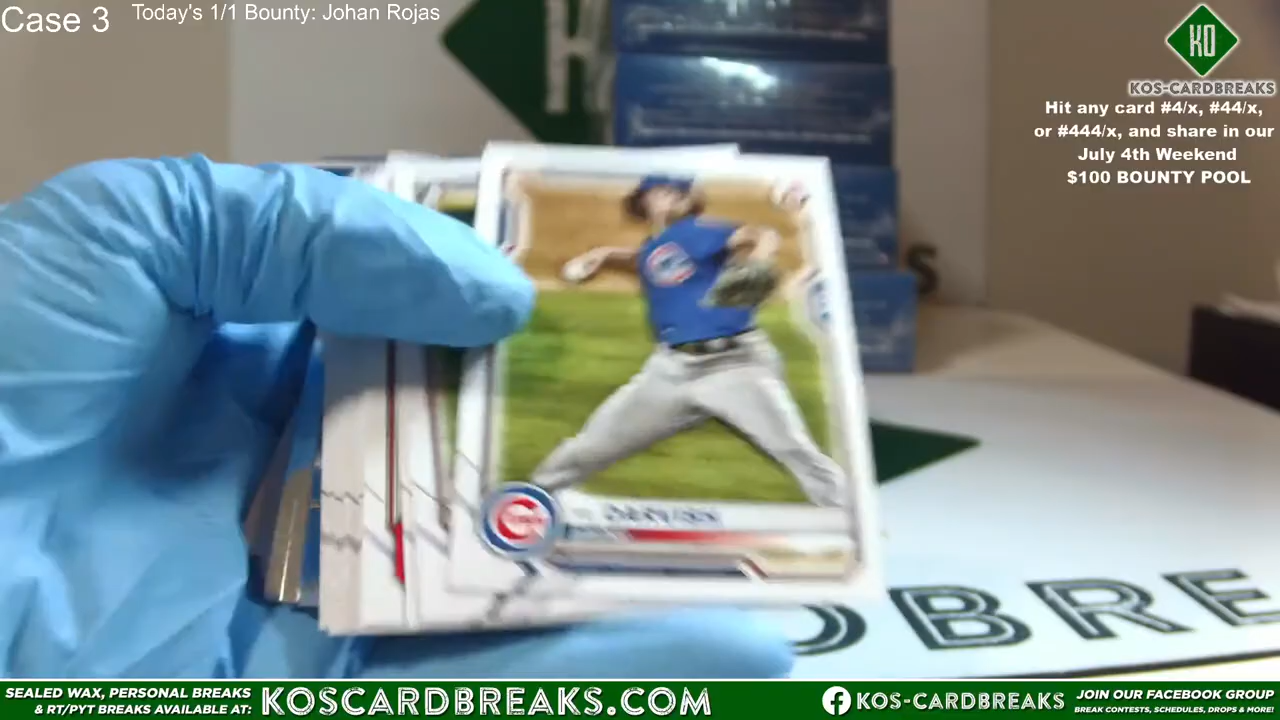 Case 3
Today's 1/1 Bounty: Johan Rojas
KO
KOS-CARDBREAKS
Hit any card #4/x, #44/x,
or #444/x, and share in our
July 4th Weekend
$100 BOUNTY POOL
DARVISH
OBRE
SEALED WAX, PERSONAL BREAKS
& RT/PYT BREAKS AVAILABLE AT:
KOSCARDBREAKS.COM
KOS-CARDBREAKS
JOIN OUR FACEBOOK GROUP
BREAK CONTESTS, SCHEDULES, DROPS & MORE!